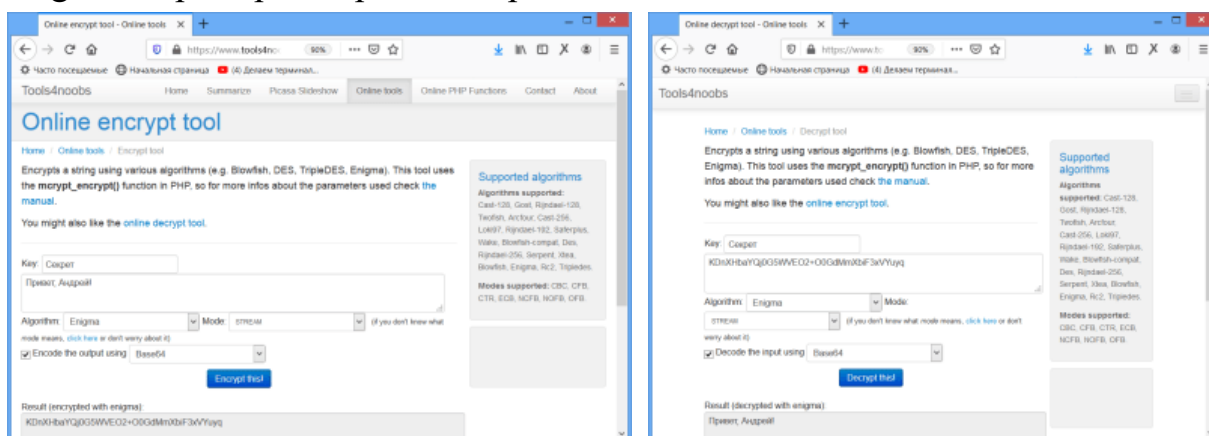 Online encrypt tool - Online tools
https://www.tools4no 90%
Часто посещаемые Начальная страница (4) Делаем терминал...
Tools4noobs Home Summarize Picasa Slideshow Online tools Online PHP Functions Contact About
Online encrypt tool
Home / Online tools / Encrypt tool
Encrypts a string using various algorithms (e.g. Blowfish, DES, TripleDES, Enigma). This tool uses
the mcrypt_encrypt() function in PHP, so for more infos about the parameters used check the
manual.
You might also like the online decrypt tool.
Key: Секрет
Привет, Андрей!
Algorithm: Enigma Mode: STREAM (if you don't know what
mode means, click here or don't worry about it)
Encode the output using Base64
Encrypt this!
Result (encrypted with enigma):
Supported algorithms
Algorithms supported:
Cast-128, Gost, Rijndael-128,
Twofish, Arcfour, Cast-256,
Loki97, Rijndael-192, Saferplus,
Wake, Blowfish-compat, Des,
Rijndael-256, Serpent, Xtea,
Blowfish, Enigma, Rc2, Tripledes.
Modes supported: CBC, CFB,
CTR, ECB, NCFB, NOFB, OFB.
Online decrypt tool - Online tools
https://www.to 90%
Часто посещаемые Начальная страница (4) Делаем терминал...
Tools4noobs
Home / Online tools / Decrypt tool
Encrypts a string using various algorithms (e.g. Blowfish, DES, TripleDES,
Enigma). This tool uses the mcrypt_encrypt() function in PHP, so for more
infos about the parameters used check the manual.
You might also like the online encrypt tool.
Key: Секрет
Algorithm: Enigma Mode:
STREAM (if you don't know what mode means, click here or don't
worry about it)
Decode the input using Base64
Decrypt this!
Result (decrypted with enigma):
Привет, Андрей!
Supported
algorithms
Algorithms
supported: Cast-128,
Gost, Rijndael-128,
Twofish, Arcfour,
Cast-256, Loki97,
Rijndael-192, Saferplus,
Wake, Blowfish-compat,
Des, Rijndael-256,
Serpent, Xtea, Blowfish,
Enigma, Rc2, Tripledes.
Modes supported:
CBC, CFB, CTR, ECB,
NCFB, NOFB, OFB.